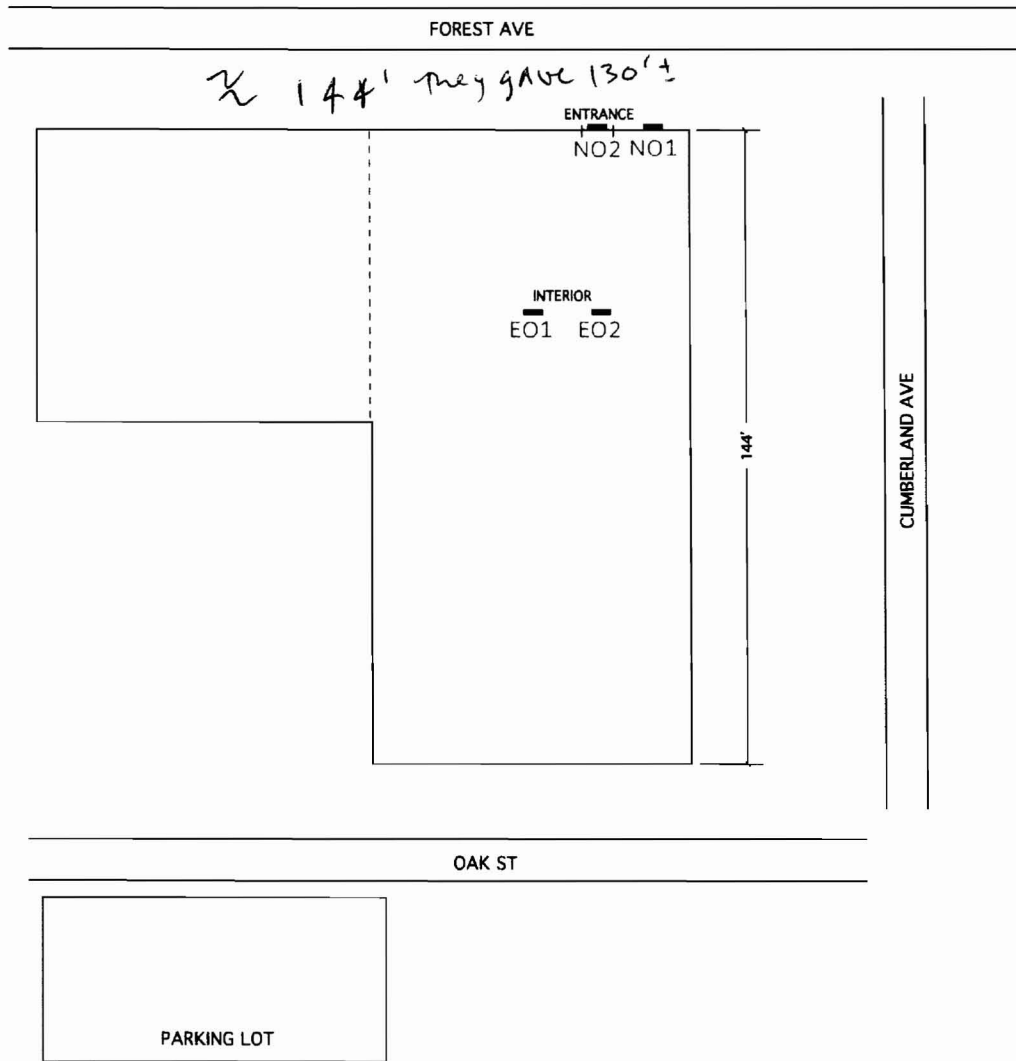 FOREST AVE
≈ 144' They gave 130'±
ENTRANCE
NO2 NO1
INTERIOR
EO1 EO2
144'
CUMBERLAND AVE
OAK ST
PARKING LOT